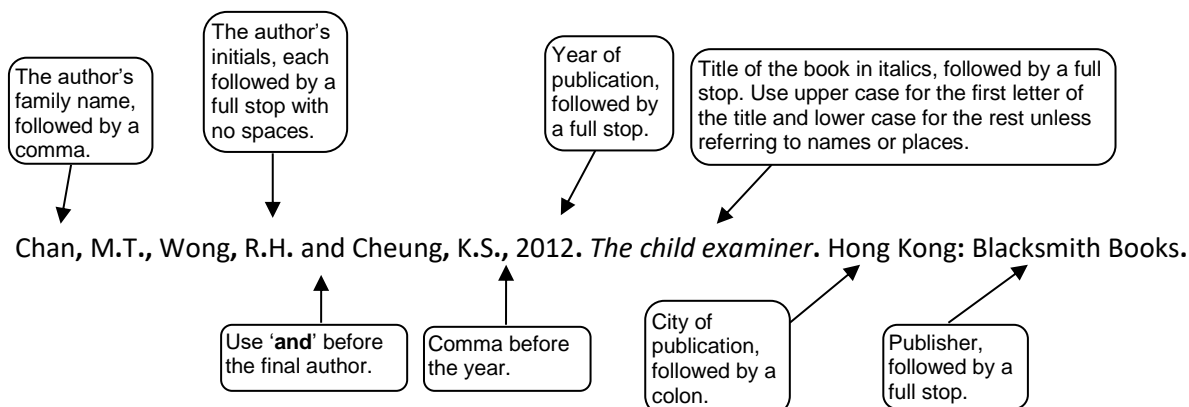 The author's
family name,
followed by a
comma.
The author's
initials, each
followed by a
full stop with
no spaces.
Year of
publication,
followed by
a full stop.
Title of the book in italics, followed by a full
stop. Use upper case for the first letter of
the title and lower case for the rest unless
referring to names or places.
Chan, M.T., Wong, R.H. and Cheung, K.S., 2012. The child examiner. Hong Kong: Blacksmith Books.
Use ‘and’ before
the final author.
Comma before
the year.
City of
publication,
followed by a
colon.
Publisher,
followed by a
full stop.